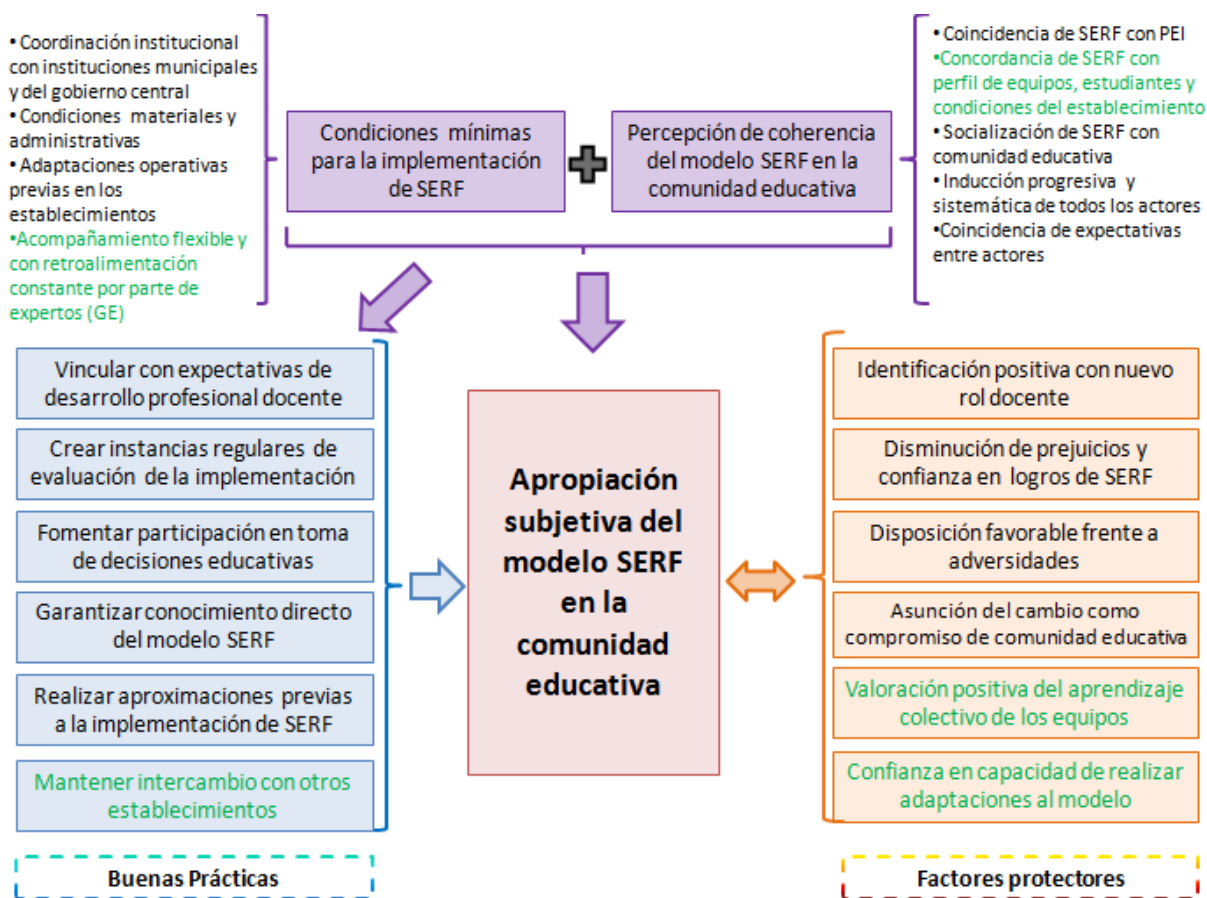 • Coordinación institucional
con instituciones municipales
y del gobierno central
• Condiciones materiales y
administrativas
• Adaptaciones operativas
previas en los
establecimientos
•Acompañamiento flexible y
con retroalimentación
constante por parte de
expertos (GE)
Condiciones mínimas
para la implementación
de SERF
Percepción de coherencia
del modelo SERF en la
comunidad educativa
• Coincidencia de SERF con PEI
•Concordancia de SERF con
perfil de equipos, estudiantes y
condiciones del establecimiento
• Socialización de SERF con
comunidad educativa
• Inducción progresiva y
sistemática de todos los actores
•Coincidencia de expectativas
entre actores
Vincular con expectativas de
desarrollo profesional docente
Crear instancias regulares de
evaluación de la implementación
Fomentar participación en toma
de decisiones educativas
Garantizar conocimiento directo
del modelo SERF
Realizar aproximaciones previas
a la implementación de SERF
Mantener intercambio con otros
establecimientos
Buenas Prácticas
Apropiación
subjetiva del
modelo SERF
en la
comunidad
educativa
Identificación positiva con nuevo
rol docente
Disminución de prejuicios y
confianza en logros de SERF
Disposición favorable frente a
adversidades
Asunción del cambio como
compromiso de comunidad educativa
Valoración positiva del aprendizaje
colectivo de los equipos
Confianza en capacidad de realizar
adaptaciones al modelo
Factores protectores